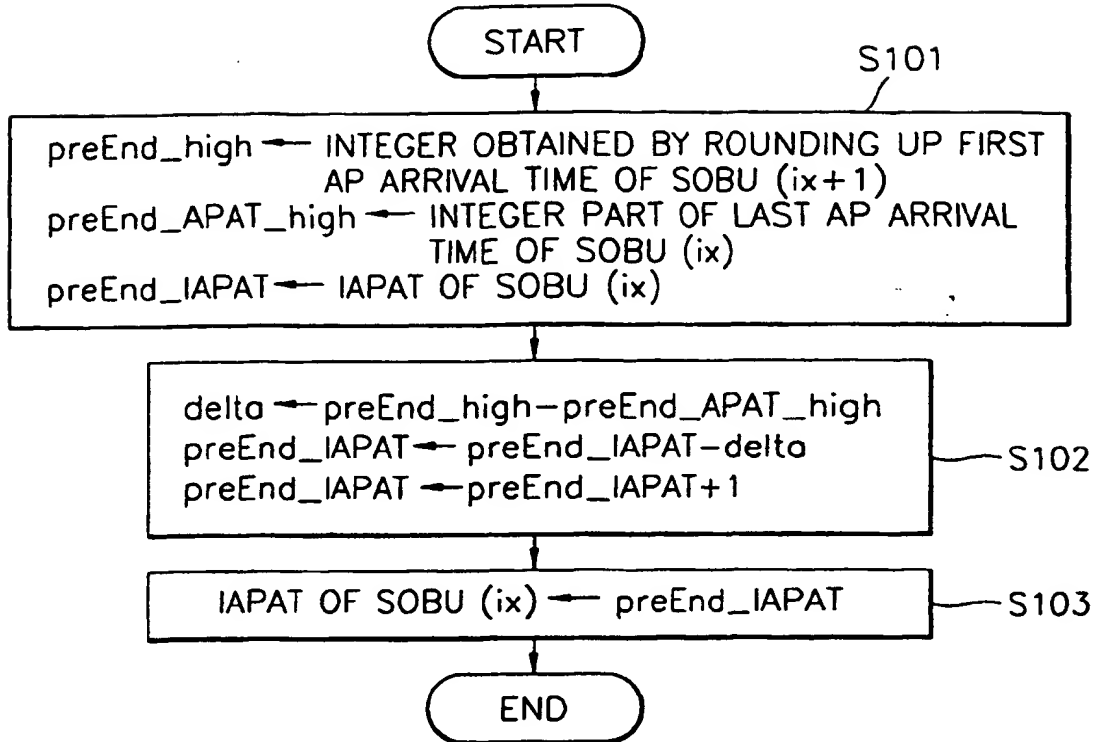 START
S101
preEnd_high ← INTEGER OBTAINED BY ROUNDING UP FIRST
AP ARRIVAL TIME OF SOBU (ix+1)
preEnd_APAT_high ← INTEGER PART OF LAST AP ARRIVAL
TIME OF SOBU (ix)
preEnd_IAPAT ← IAPAT OF SOBU (ix)
delta ← preEnd_high-preEnd_APAT_high
preEnd_IAPAT ← preEnd_IAPAT-delta
preEnd_IAPAT ← preEnd_IAPAT+1
S102
IAPAT OF SOBU (ix) ← preEnd_IAPAT
S103
END